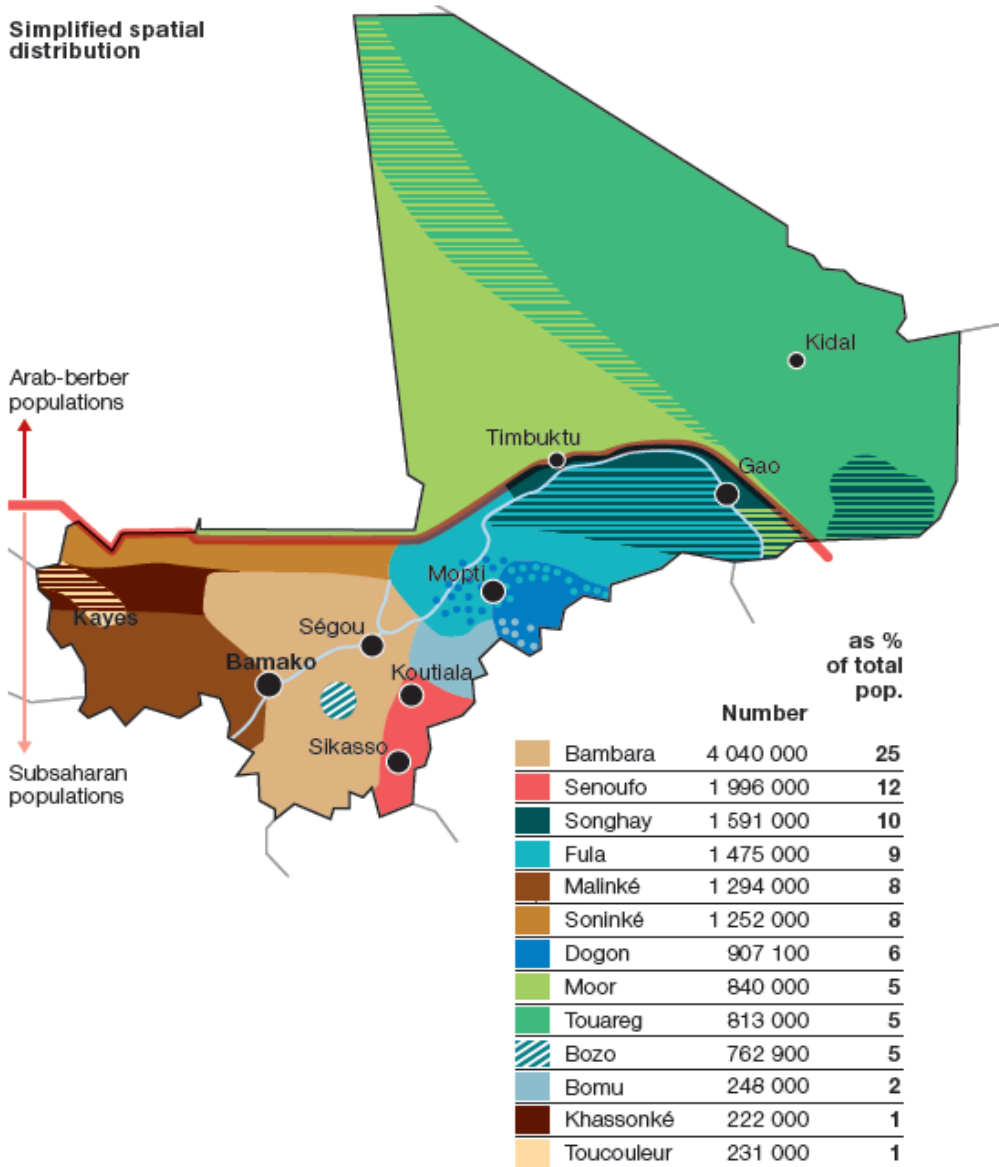 Simplified spatial
distribution
Kidal
Arab-berber
populations
Timbuktu
Gao
Mopti
Kayes
Ségou
Bamako
Koutiala
Sikasso
Subsaharan
populations
as %
of total
pop.
Number
Bambara 4 040 000 25
Senoufo 1 996 000 12
Songhay 1 591 000 10
Fula 1 475 000 9
Malinké 1 294 000 8
Soninké 1 252 000 8
Dogon 907 100 6
Moor 840 000 5
Touareg 813 000 5
Bozo 762 900 5
Bomu 248 000 2
Khassonké 222 000 1
Toucouleur 231 000 1